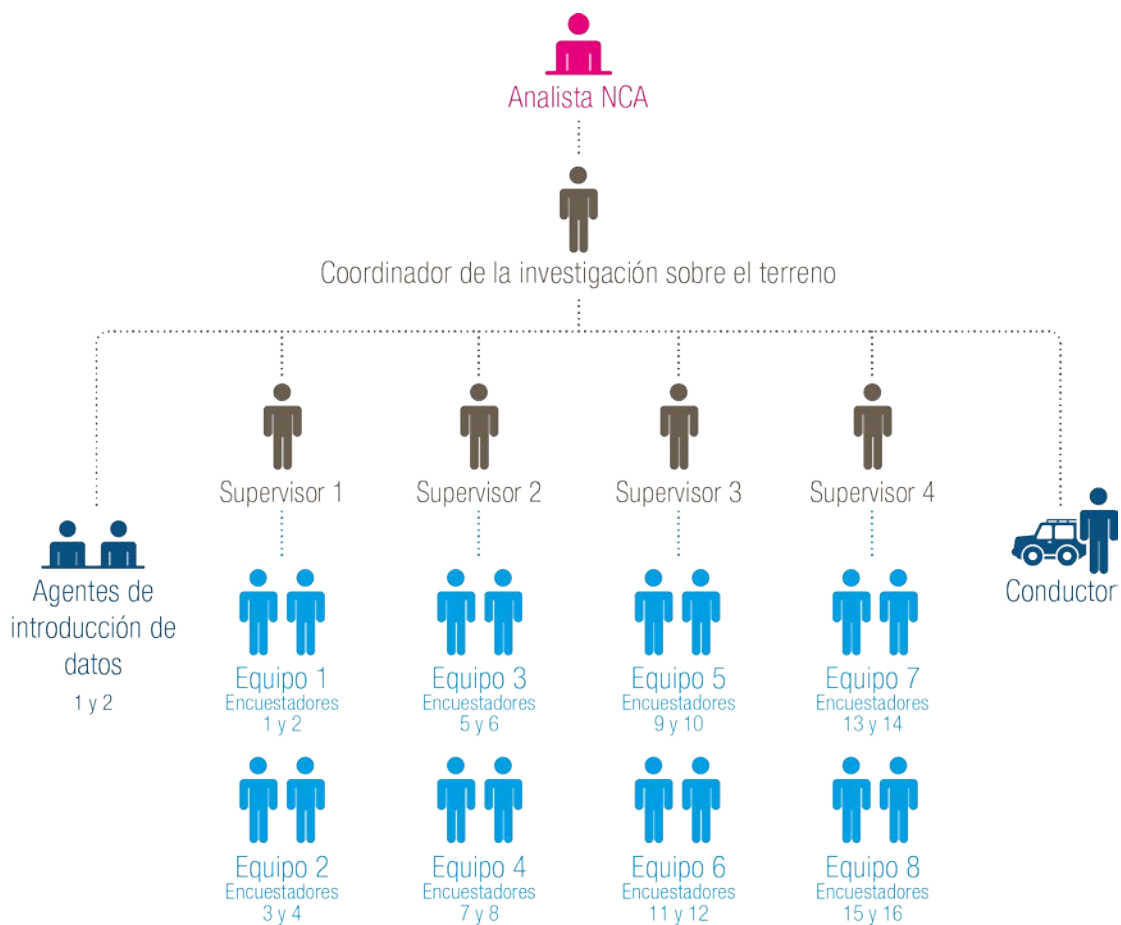 Analista NCA
Coordinador de la investigación sobre el terreno
Supervisor 1
Supervisor 2
Supervisor 3
Supervisor 4
Agentes de
introducción de
datos
1 y 2
Conductor
Equipo 1
Encuestadores
1 y 2
Equipo 3
Encuestadores
5 y 6
Equipo 5
Encuestadores
9 y 10
Equipo 7
Encuestadores
13 y 14
Equipo 2
Encuestadores
3 y 4
Equipo 4
Encuestadores
7 y 8
Equipo 6
Encuestadores
11 y 12
Equipo 8
Encuestadores
15 y 16